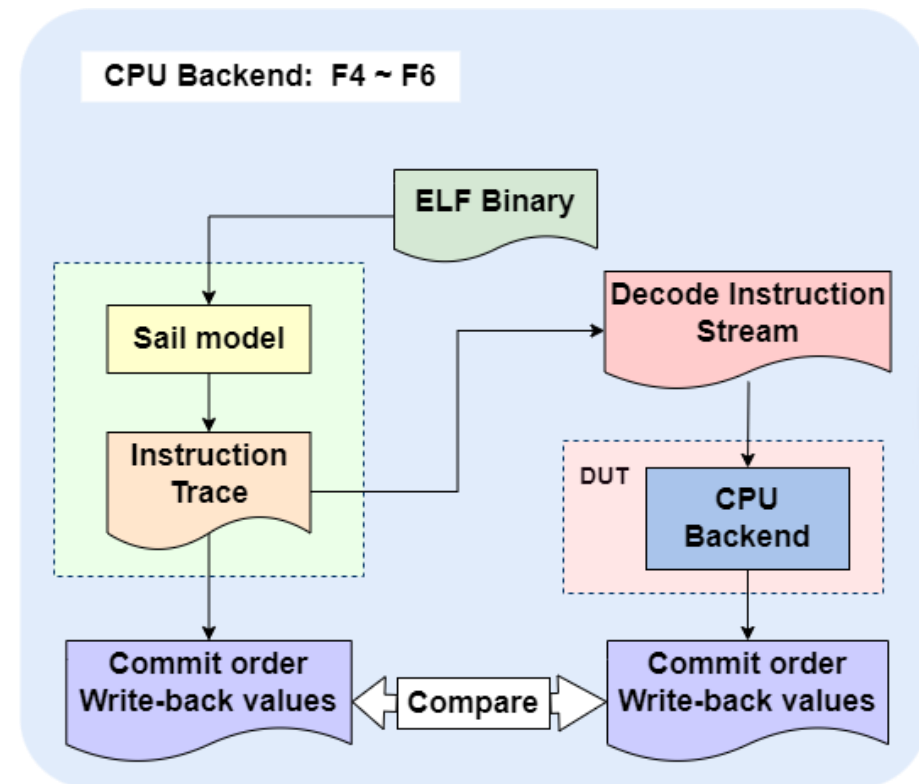 CPU Backend:  F4 ~ F6
ELF Binary
Sail model
Decode Instruction
Stream
Instruction
Trace
DUT
CPU
Backend
Commit order
Write-back values
Compare
Commit order
Write-back values